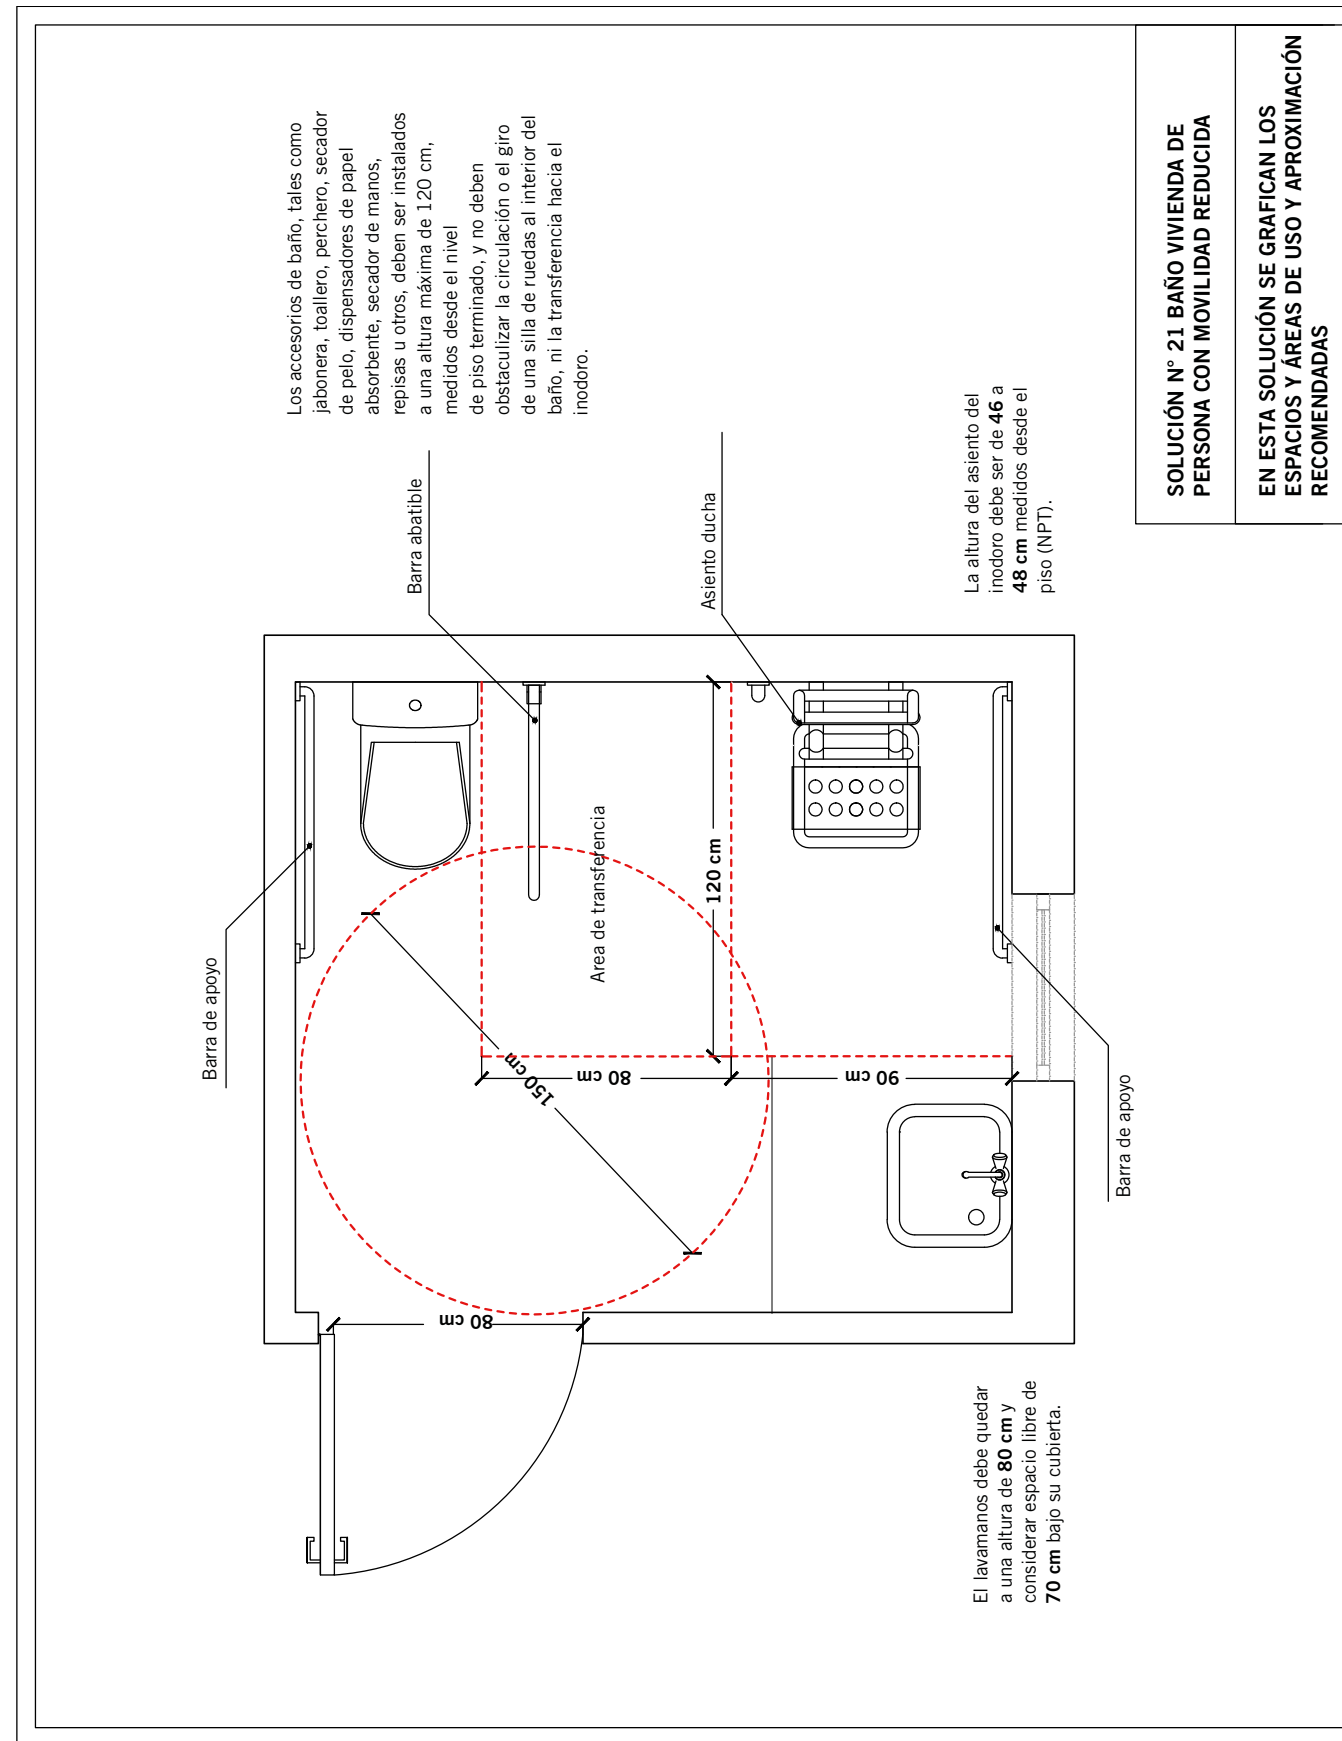 Los accesorios de baño, tales como
jabonera, toallero, perchero, secador
de pelo, dispensadores de papel
absorbente, secador de manos,
repisas u otros, deben ser instalados
a una altura máxima de 120 cm,
medidos desde el nivel
de piso terminado, y no deben
obstaculizar la circulación o el giro
de una silla de ruedas al interior del
baño, ni la transferencia hacia el
inodoro.
Barra de apoyo
Barra abatible
Area de transferencia
Asiento ducha
120 cm
80 cm
90 cm
150 cm
80 cm
Barra de apoyo
El lavamanos debe quedar
a una altura de 80 cm y
considerar espacio libre de
70 cm bajo su cubierta.
La altura del asiento del
inodoro debe ser de 46 a
48 cm medidos desde el
piso (NPT).
SOLUCIÓN N° 21 BAÑO VIVIENDA DE
PERSONA CON MOVILIDAD REDUCIDA
EN ESTA SOLUCIÓN SE GRAFICAN LOS
ESPACIOS Y ÁREAS DE USO Y APROXIMACIÓN
RECOMENDADAS